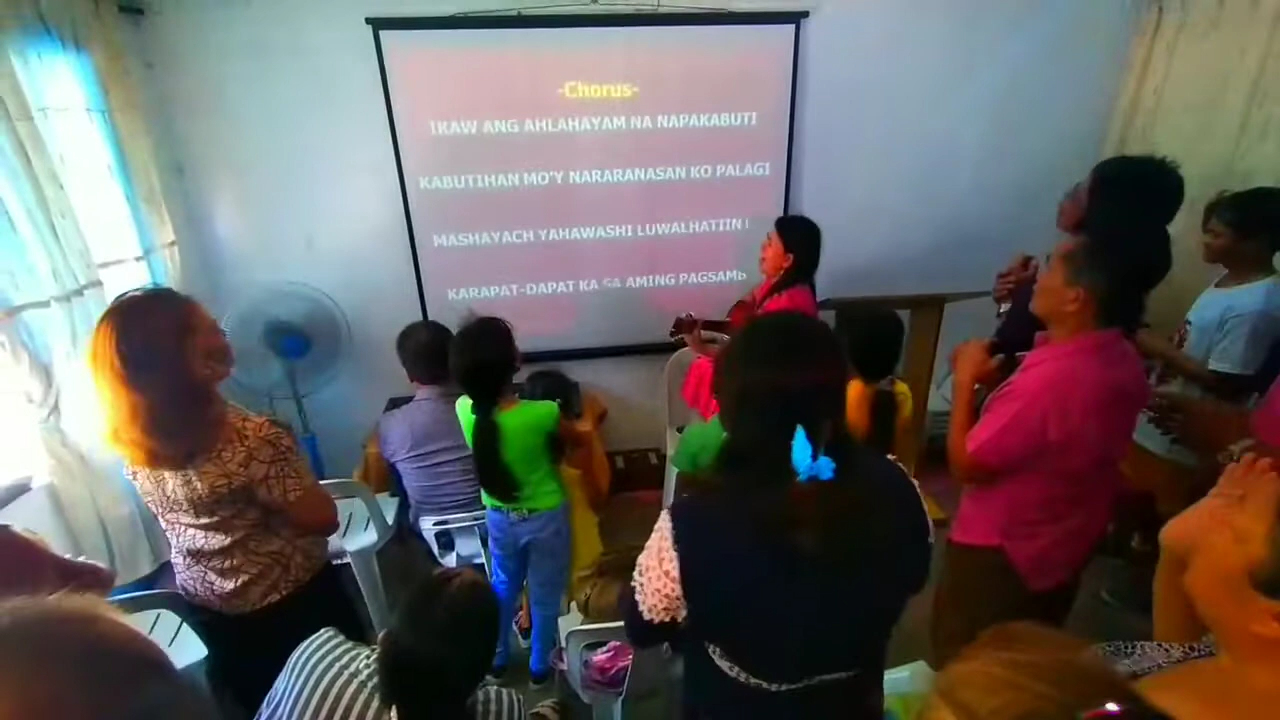 -Chorus-
IKAW ANG AHLAHAYAM NA NAPAKABUTI
KABUTIHAN MO'Y NARARANASAN KO PALAGI
MASHAYACH YAHAWASHI LUWALHATIIN
KARAPAT-DAPAT KA SA AMING